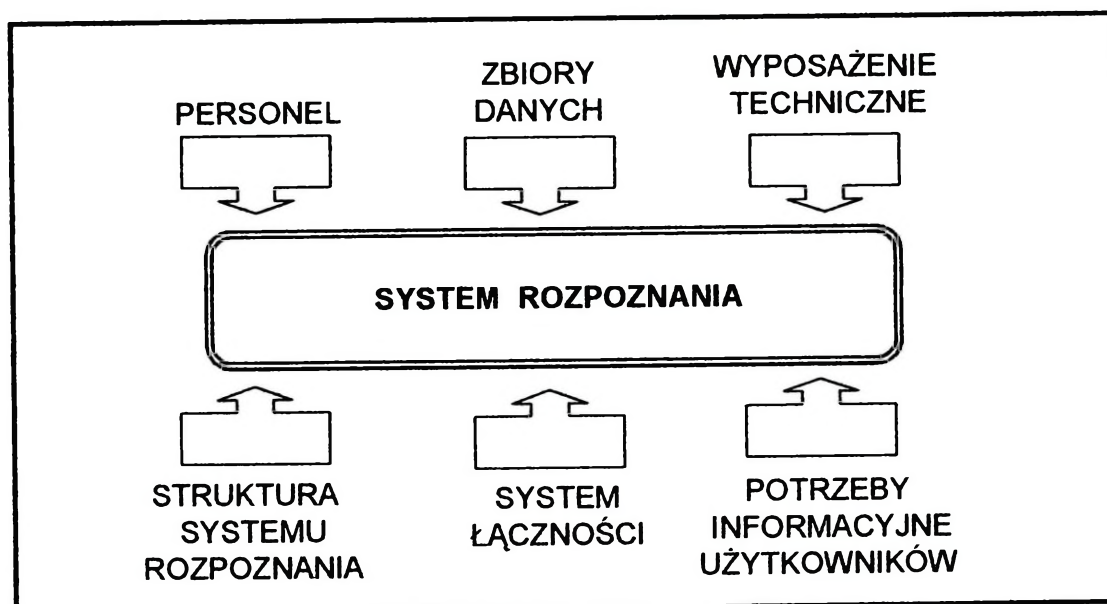 PERSONEL
ZBIORY
DANYCH
WYPOSAŻENIE
TECHNICZNE
SYSTEM ROZPOZNANIA
STRUKTURA
SYSTEMU
ROZPOZNANIA
SYSTEM
ŁĄCZNOŚCI
POTRZEBY
INFORMACYJNE
UŻYTKOWNIKÓW